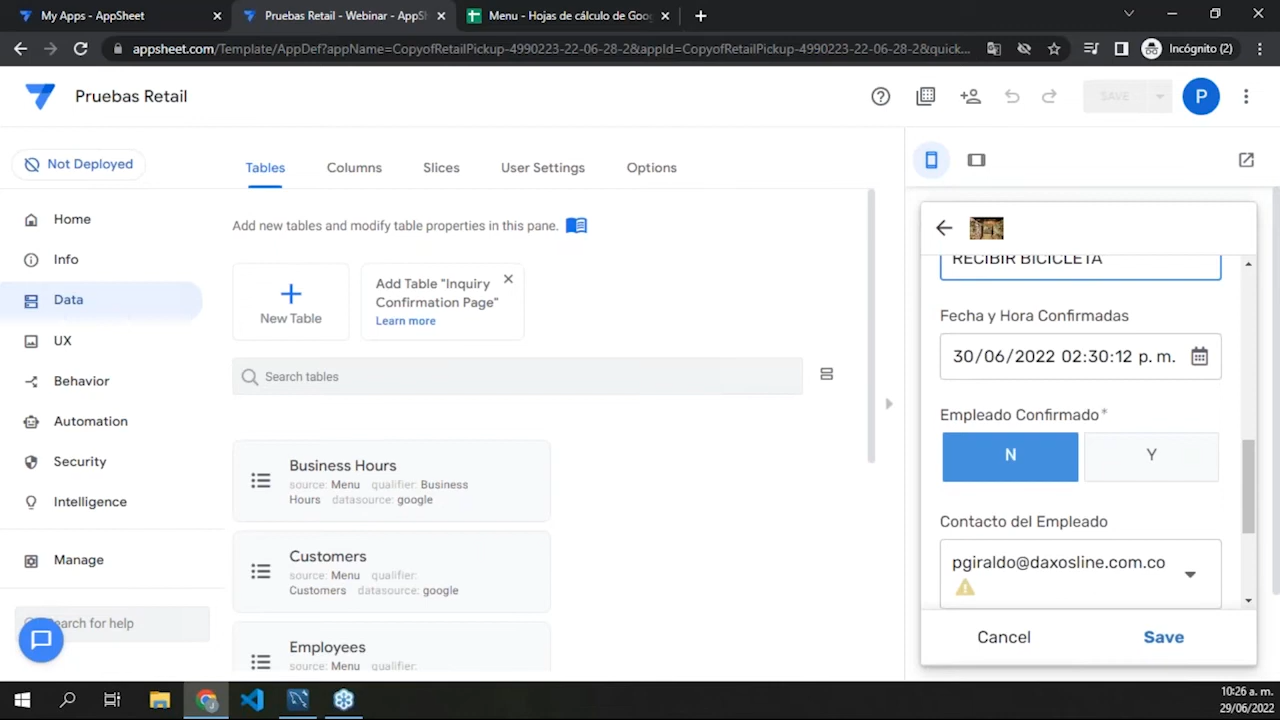 My Apps - AppSheet
Pruebas Retail - Webinar - AppS
Menu - Hojas de cálculo de Goo
appsheet.com/Template/AppDef?appName=CopyofRetailPickup-4990223-22-06-28-2&appId=CopyofRetailPickup-4990223-22-06-28-2&quick...
Incógnito (2)
Pruebas Retail
SAVE
P
Not Deployed
Tables
Columns
Slices
User Settings
Options
Home
Info
Data
UX
Behavior
Automation
Security
Intelligence
Manage
earch for help
Add new tables and modify table properties in this pane.
New Table
Add Table "Inquiry
Confirmation Page"
Learn more
Search tables
Business Hours
source: Menu qualifier: Business
Hours datasource: google
Customers
source: Menu qualifier:
Customers datasource: google
Employees
source: Menu qualifier:
RECIBIR BICICLETA
Fecha y Hora Confirmadas
30/06/2022 02:30:12 p. m.
Empleado Confirmado*
N
Y
Contacto del Empleado
pgiraldo@daxosline.com.co
Cancel
Save
10:26 a. m.
29/06/2022